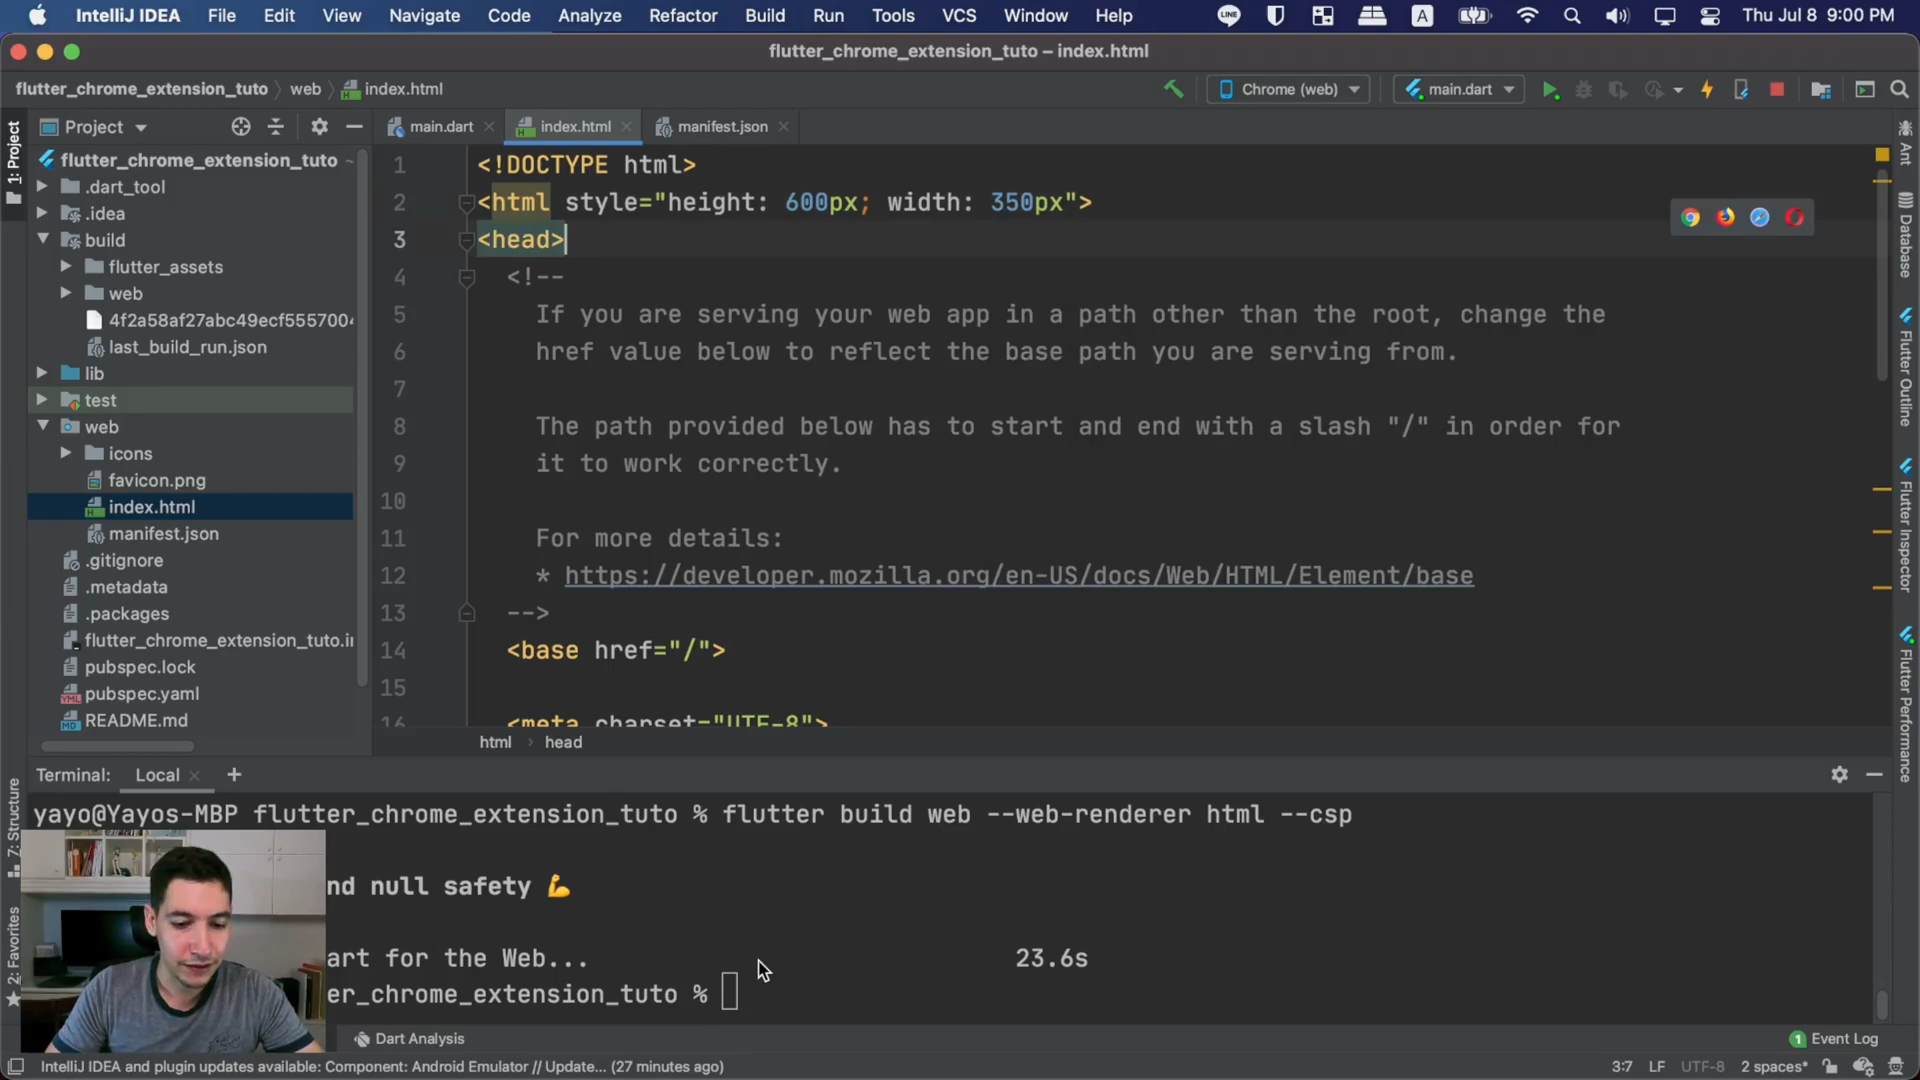 IntelliJ IDEA File Edit View Navigate Code Analyze Refactor Build Run Tools VCS Window Help LINE A Thu Jul 8 9:00 PM
flutter_chrome_extension_tuto – index.html
flutter_chrome_extension_tuto web index.html Chrome (web) main.dart
1: Project
Project main.dart index.html manifest.json
flutter_chrome_extension_tuto ~
.dart_tool
.idea
build
flutter_assets
web
4f2a58af27abc49ecf5557004
last_build_run.json
lib
test
web
icons
favicon.png
index.html
manifest.json
.gitignore
.metadata
.packages
flutter_chrome_extension_tuto.i
pubspec.lock
pubspec.yaml
README.md
1 <!DOCTYPE html>
2 <html style="height: 600px; width: 350px">
3 <head>
4 <!--
5 If you are serving your web app in a path other than the root, change the
6 href value below to reflect the base path you are serving from.
7
8 The path provided below has to start and end with a slash "/" in order for
9 it to work correctly.
10
11 For more details:
12 * https://developer.mozilla.org/en-US/docs/Web/HTML/Element/base
13 -->
14 <base href="/">
15
16 <meta charset="UTF-8">
html head
Ant
Database
Flutter Outline
Flutter Inspector
Flutter Performance
Terminal: Local +
7: Structure
2: Favorites
yayo@Yayos-MBP flutter_chrome_extension_tuto % flutter build web --web-renderer html --csp
nd null safety 💪
art for the Web... 23.6s
er_chrome_extension_tuto %
Dart Analysis 1 Event Log
IntelliJ IDEA and plugin updates available: Component: Android Emulator // Update... (27 minutes ago) 3:7 LF UTF-8 2 spaces*